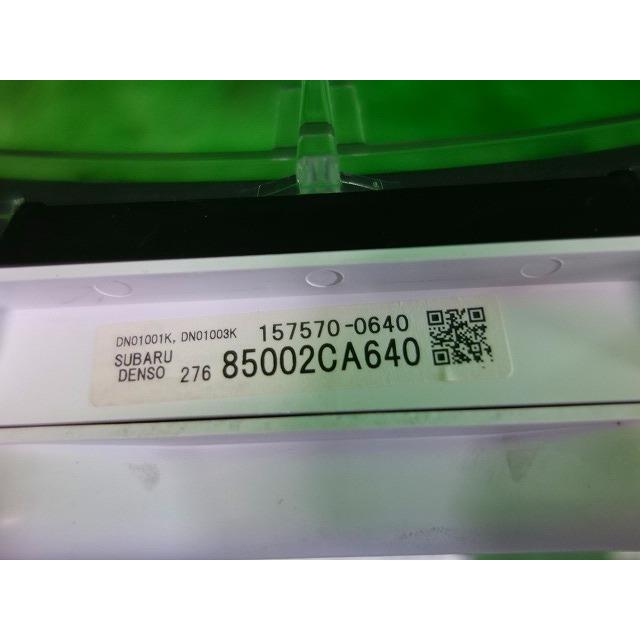 DN01001K, DN01003K 157570-0640
SUBARU
DENSO 276 85002CA640